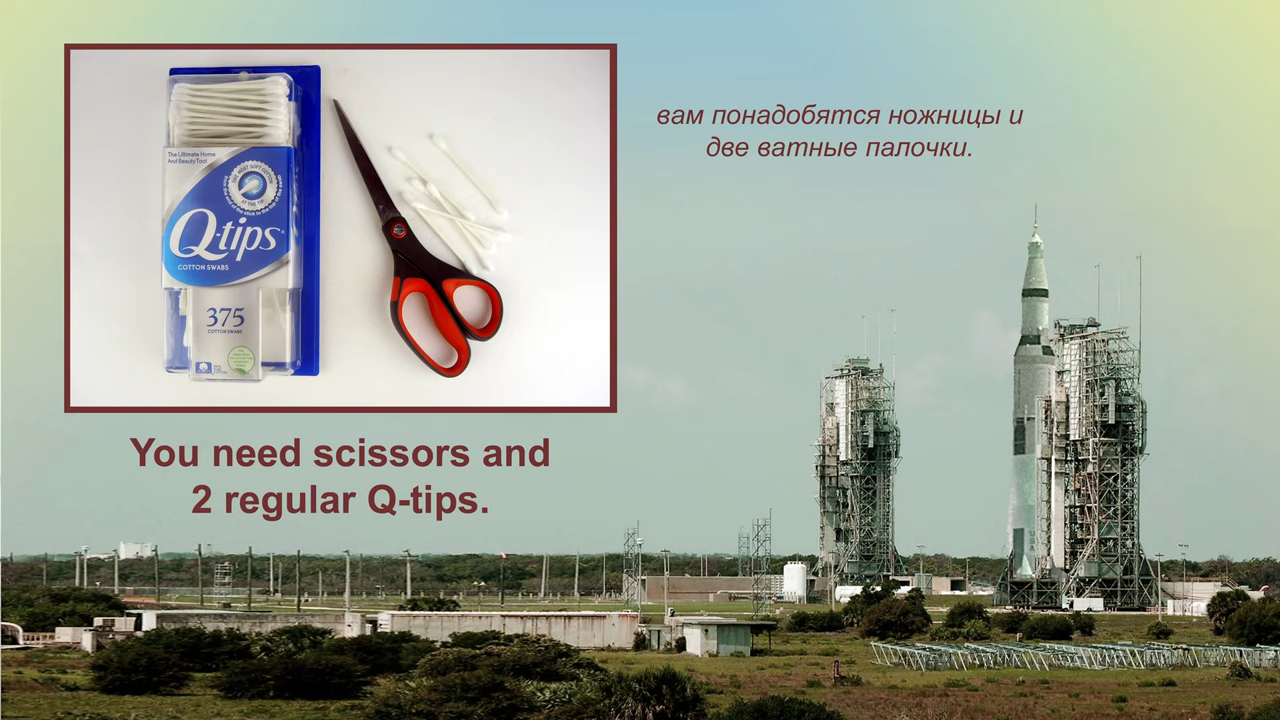 The Ultimate Home
And Beauty Tool
Q-tips
COTTON SWABS
375
COTTON SWABS
You need scissors and
2 regular Q-tips.
вам понадобятся ножницы и
две ватные палочки.